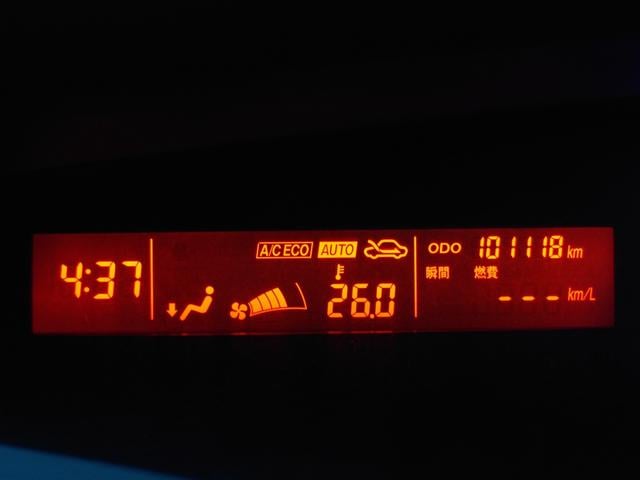 4:37
A/C ECO AUTO
26.0
ODO 101118 km
瞬間 燃費
--- km/L